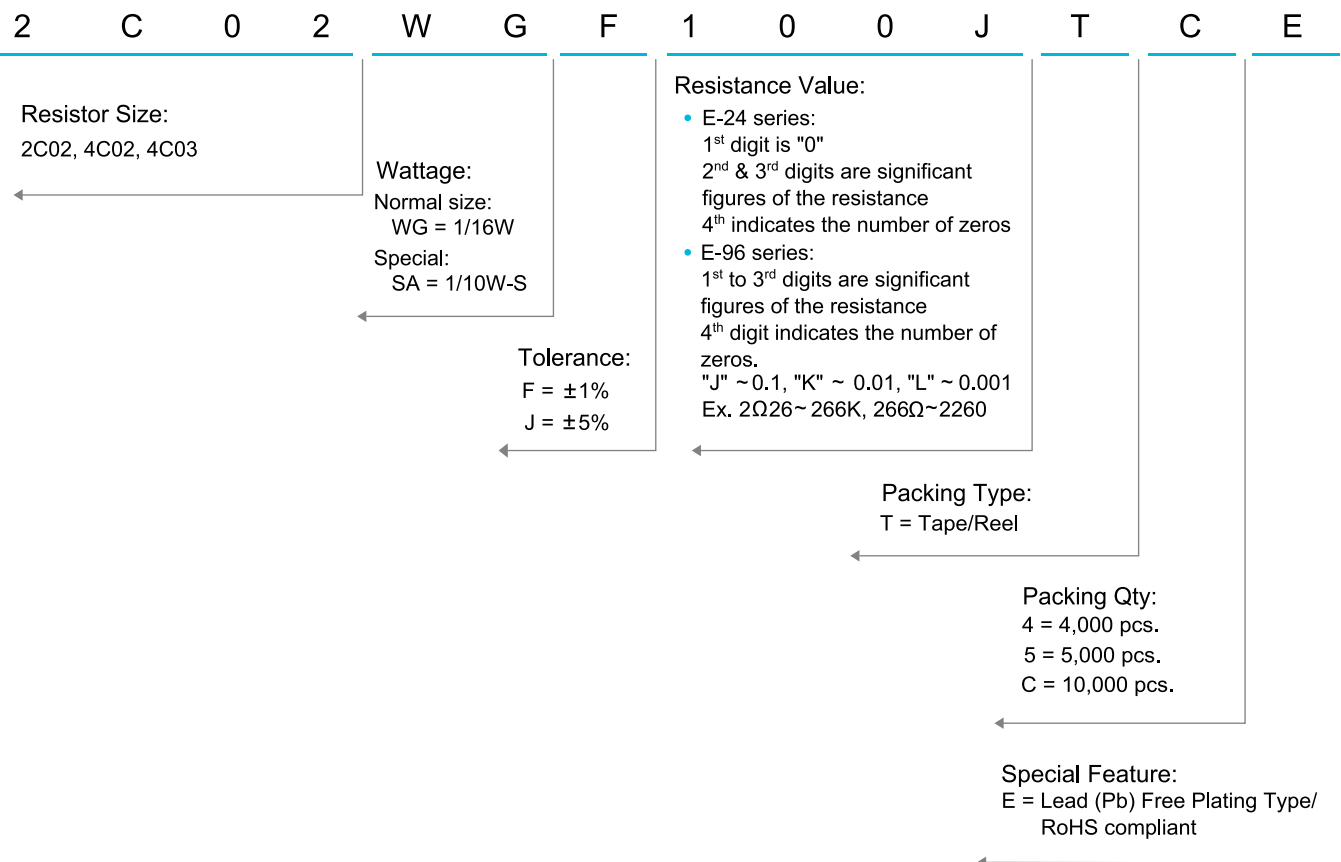 2 C 0 2 W G F 1 0 0 J T C E
Resistor Size:
2C02, 4C02, 4C03
Wattage:
Normal size:
WG = 1/16W
Special:
SA = 1/10W-S
Tolerance:
F = ±1%
J = ±5%
Resistance Value:
• E-24 series:
1st digit is "0"
2nd & 3rd digits are significant
figures of the resistance
4th indicates the number of zeros
• E-96 series:
1st to 3rd digits are significant
figures of the resistance
4th digit indicates the number of
zeros.
"J" ~0.1, "K" ~ 0.01, "L" ~ 0.001
Ex. 2Ω26~ 266K, 266Ω~2260
Packing Type:
T = Tape/Reel
Packing Qty:
4 = 4,000 pcs.
5 = 5,000 pcs.
C = 10,000 pcs.
Special Feature:
E = Lead (Pb) Free Plating Type/
RoHS compliant